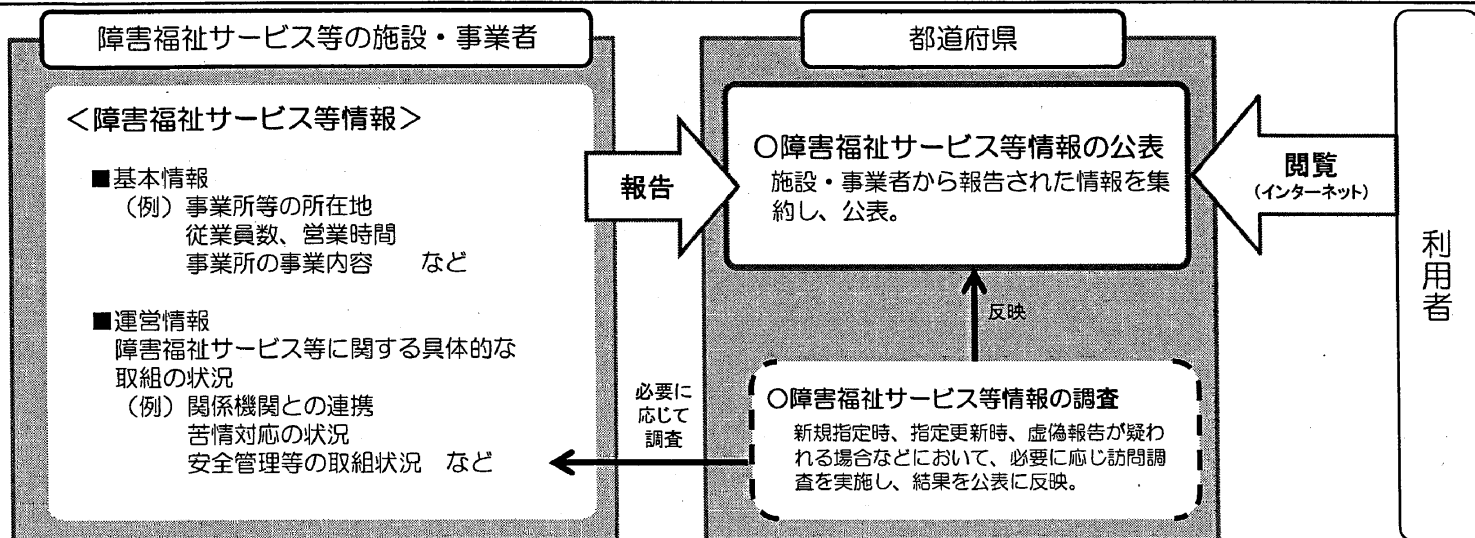 障害福祉サービス等の施設・事業者
＜障害福祉サービス等情報＞
■基本情報
（例）事業所等の所在地
従業員数、営業時間
事業所の事業内容　など
■運営情報
障害福祉サービス等に関する具体的な
取組の状況
（例）関係機関との連携
苦情対応の状況
安全管理等の取組状況　など
報告
必要に
応じて
調査
都道府県
○障害福祉サービス等情報の公表
施設・事業者から報告された情報を集
約し、公表。
反映
○障害福祉サービス等情報の調査
新規指定時、指定更新時、虚偽報告が疑わ
れる場合などにおいて、必要に応じ訪問調
査を実施し、結果を公表に反映。
閲覧
（インターネット）
利用者